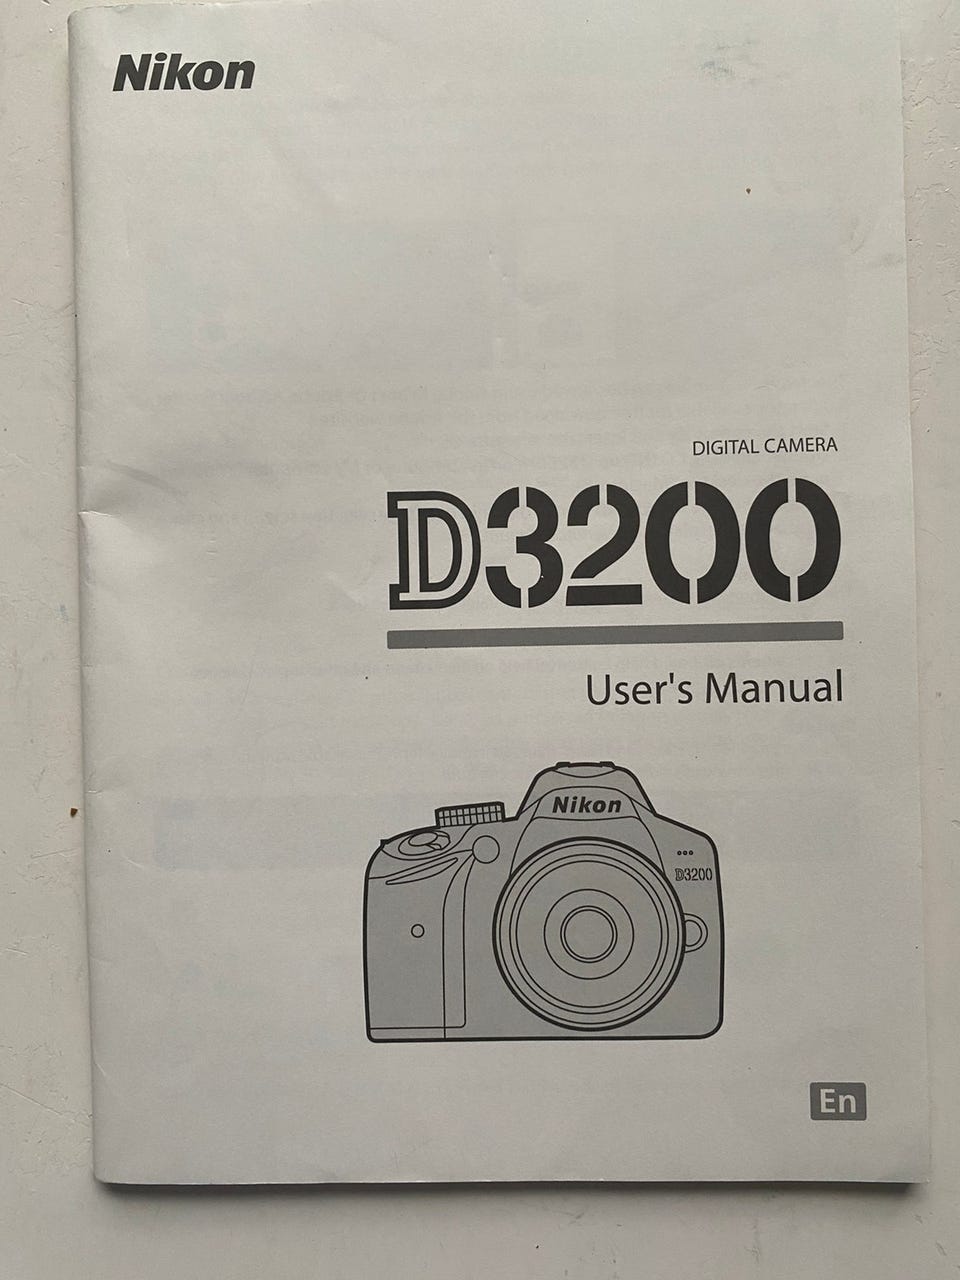 Nikon
DIGITAL CAMERA
D3200
User's Manual
Nikon
D3200
En